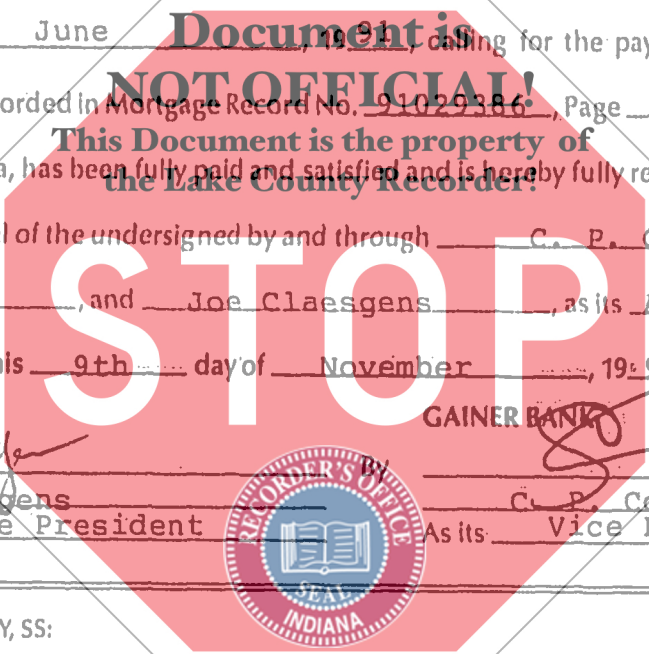 June Document is , 19 91, calling for the pay
NOT OFFICIAL!
orded in Mortgage Record No. 91029386, Page
This Document is the property of
a, has been fully paid and satisfied and is hereby fully re
the Lake County Recorder!
l of the undersigned by and through C. P. C
STOP
, and Joe Claesgens, as its A
is 9th day of November, 19 9
GAINER BANK
By
gens C. P. Co
e President As its Vice P
RECORDER'S OFFICE
SEAL
INDIANA
Y, SS: